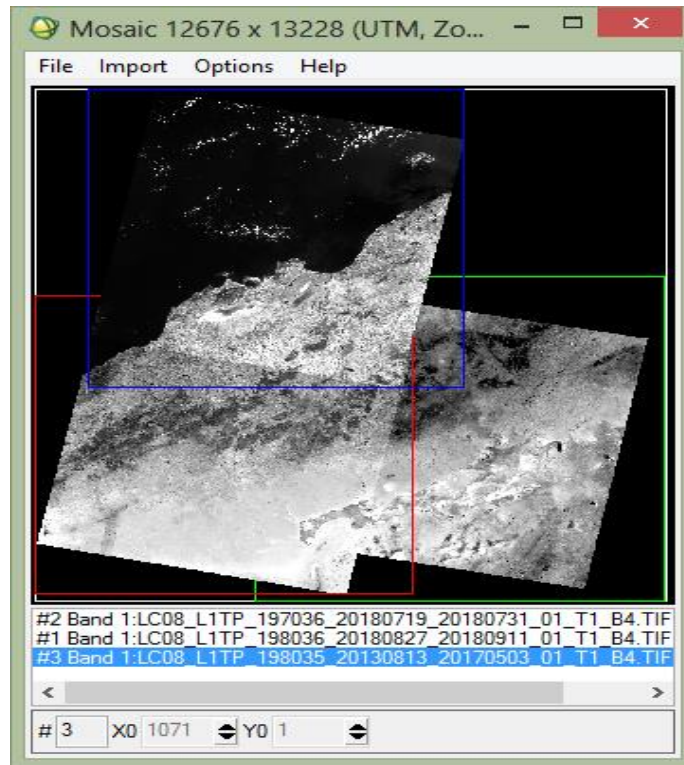 Mosaic 12676 x 13228 (UTM, Zo...
File Import Options Help
#2 Band 1:LC08_L1TP_197036_20180719_20180731_01_T1_B4.TIF
#1 Band 1:LC08_L1TP_198036_20180827_20180911_01_T1_B4.TIF
#3 Band 1:LC08_L1TP_198035_20130813_20170503_01_T1_B4.TIF
# 3 X0 1071 Y0 1